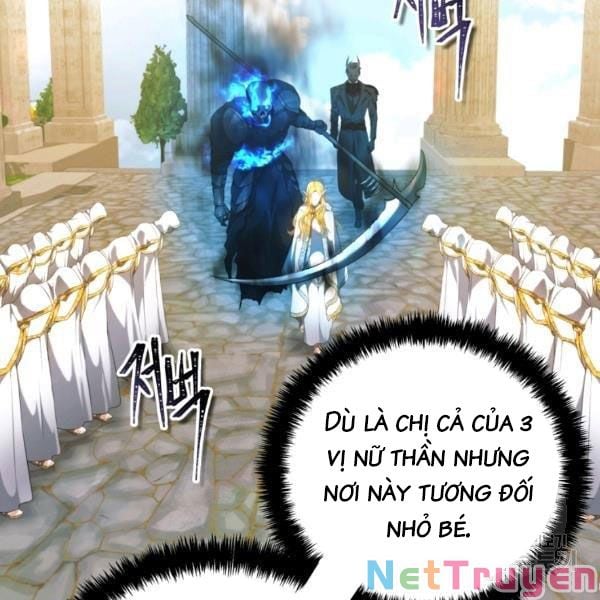 저벅
저벅
DÙ LÀ CHỊ CẢ CỦA 3
VỊ NỮ THẦN NHƯNG
NƠI NÀY TƯƠNG ĐỐI
NHỎ BÉ.
NetTruyen